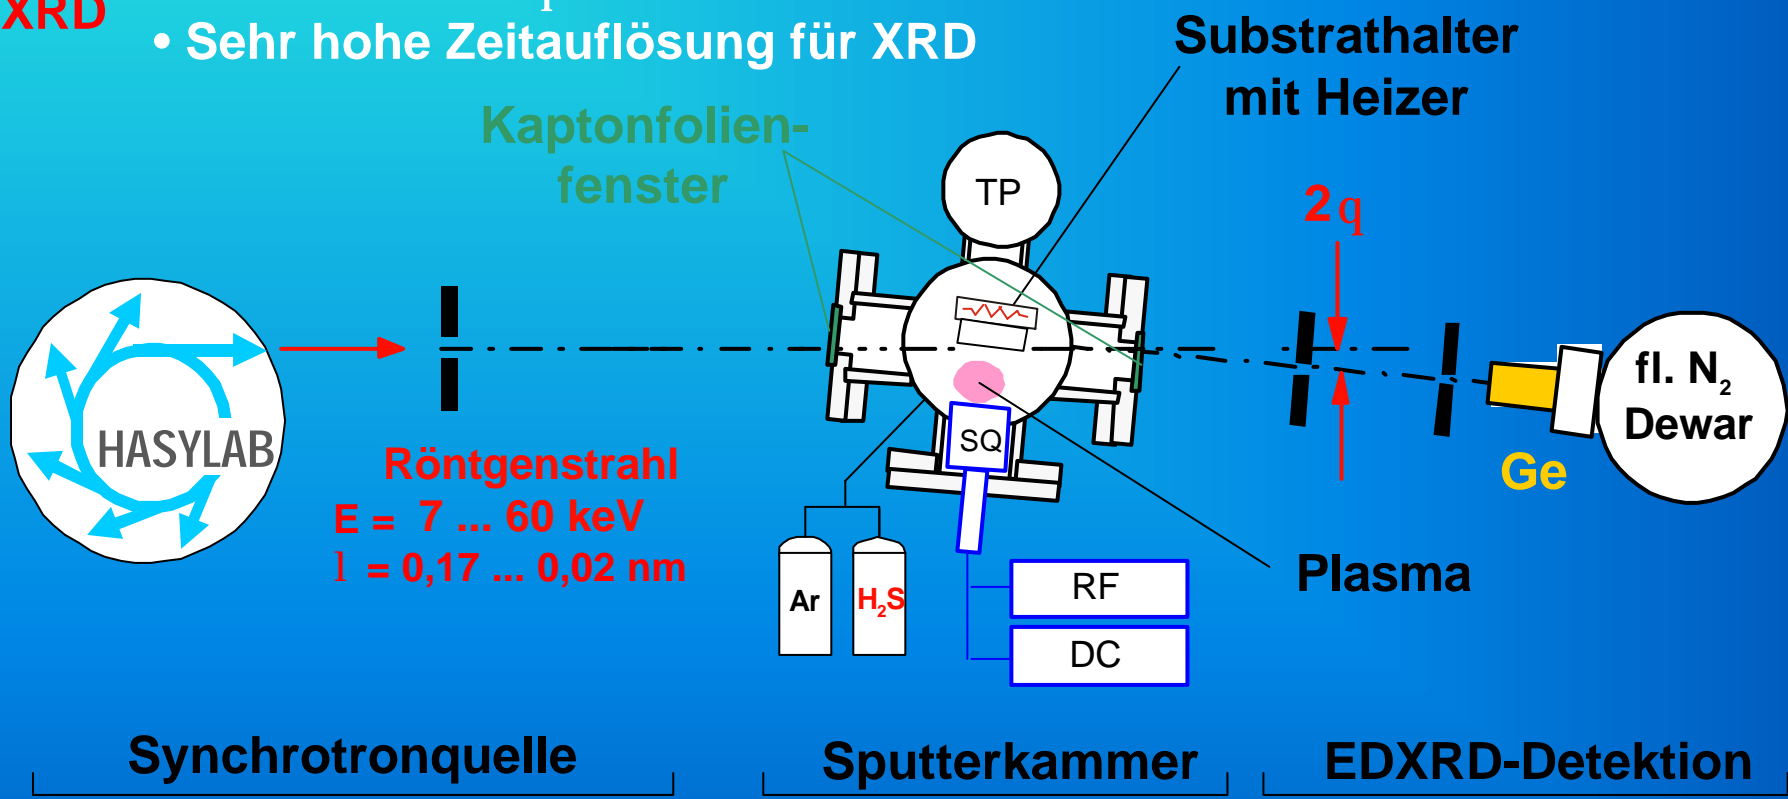 XRD
• Sehr hohe Zeitauflösung für XRD
Substrathalter
mit Heizer
Kaptonfolien-
fenster
TP
2q
HASYLAB
SQ
fl. N₂
Dewar
Ge
Röntgenstrahl
E = 7 ... 60 keV
l = 0,17 ... 0,02 nm
Ar
H₂S
RF
DC
Plasma
Synchrotronquelle
Sputterkammer
EDXRD-Detektion